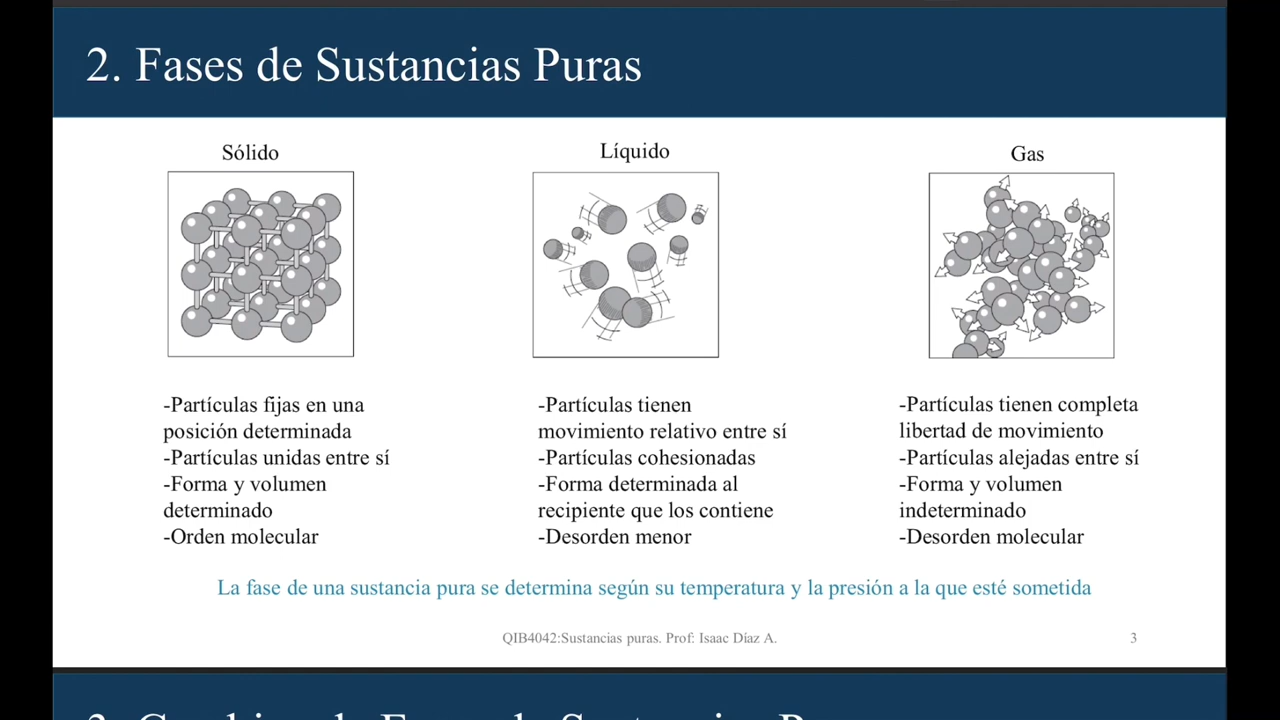 2. Fases de Sustancias Puras
Sólido
Líquido
Gas
-Partículas fijas en una
posición determinada
-Partículas unidas entre sí
-Forma y volumen
determinado
-Orden molecular
-Partículas tienen
movimiento relativo entre sí
-Partículas cohesionadas
-Forma determinada al
recipiente que los contiene
-Desorden menor
-Partículas tienen completa
libertad de movimiento
-Partículas alejadas entre sí
-Forma y volumen
indeterminado
-Desorden molecular
La fase de una sustancia pura se determina según su temperatura y la presión a la que esté sometida
QIB4042:Sustancias puras. Prof: Isaac Díaz A.
3